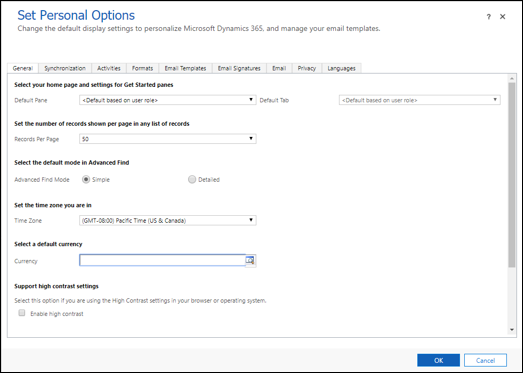 Set Personal Options
? ×
Change the default display settings to personalize Microsoft Dynamics 365, and manage your email templates.
General Synchronization Activities Formats Email Templates Email Signatures Email Privacy Languages
Select your home page and settings for Get Started panes
Default Pane <Default based on user role> Default Tab <Default based on user role>
Set the number of records shown per page in any list of records
Records Per Page 50
Select the default mode in Advanced Find
Advanced Find Mode Simple Detailed
Set the time zone you are in
Time Zone (GMT-08:00) Pacific Time (US & Canada)
Select a default currency
Currency
Support high contrast settings
Select this option if you are using the High Contrast settings in your browser or operating system.
Enable high contrast
OK Cancel